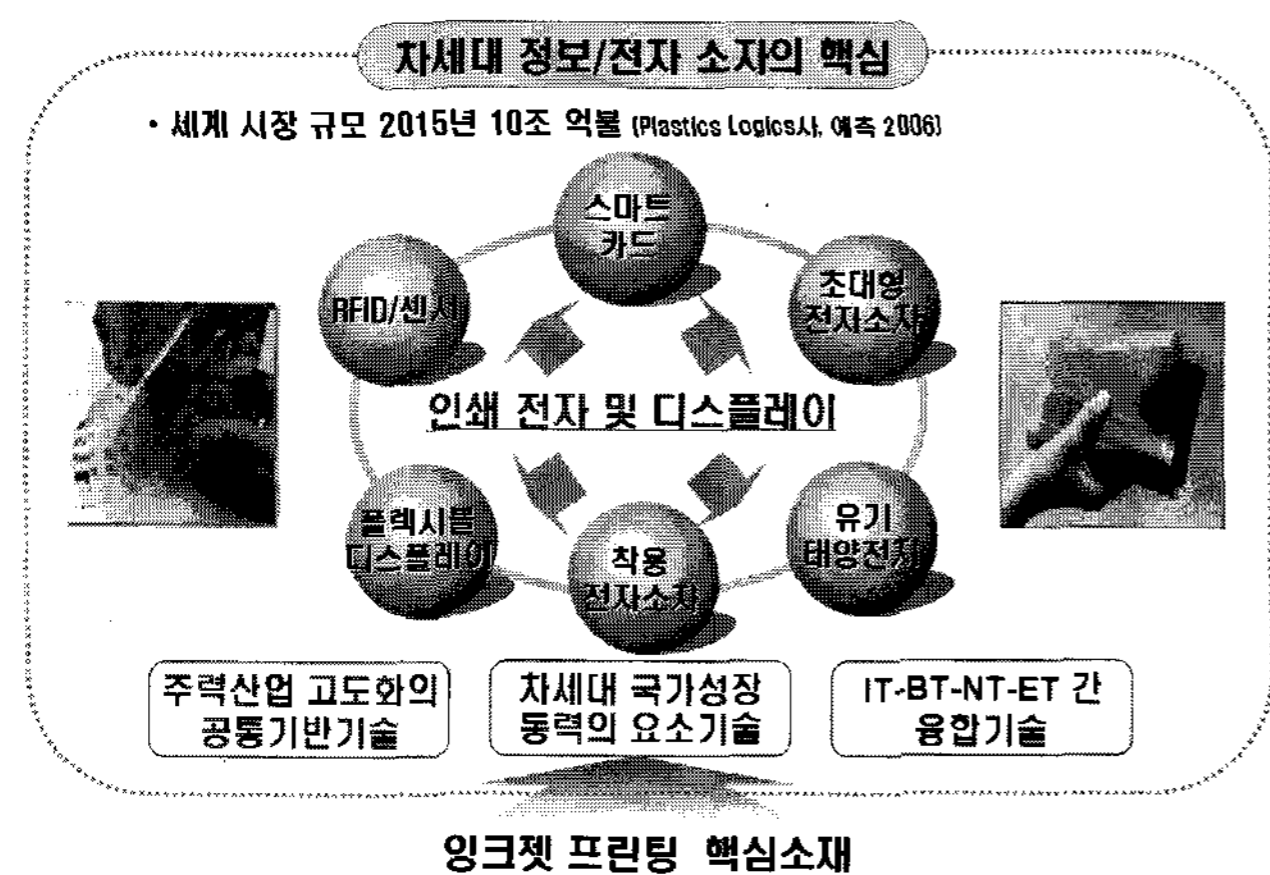 차세대 정보/전자 소자의 핵심
• 세계 시장 규모 2015년 10조 억불 (Plastics Logics사, 예측 2006)
스마트
카드
RFID/센서
초대형
전자소자
인쇄 전자 및 디스플레이
플렉시블
디스플레이
착용
전자소자
유기
태양전지
주력산업 고도화의
공통기반기술
차세대 국가성장
동력의 요소기술
IT-BT-NT-ET 간
융합기술
잉크젯 프린팅 핵심소재